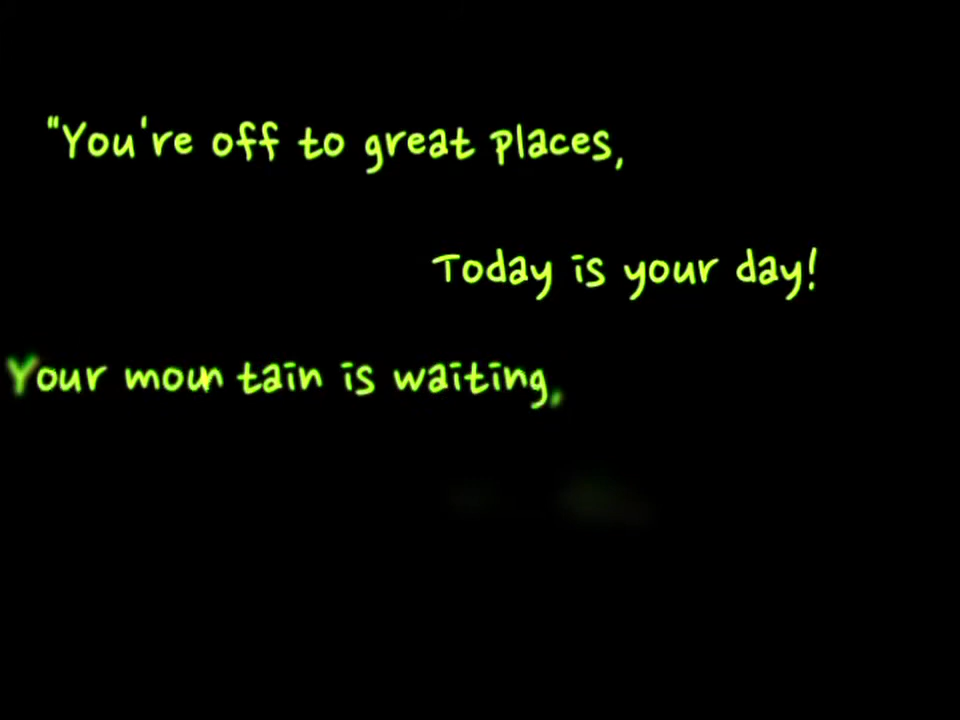 "You're off to great places,
Today is your day!
Your mountain is waiting,